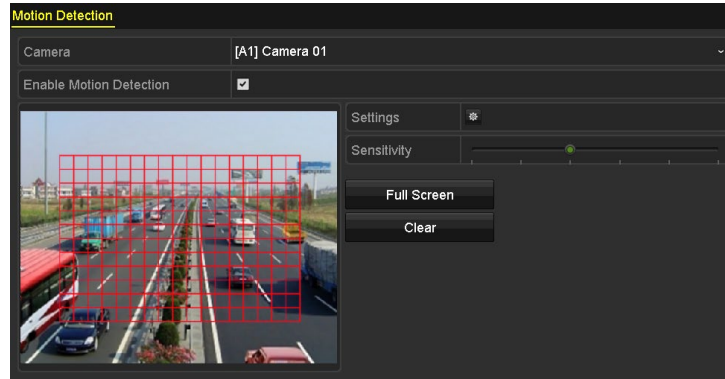 Motion Detection
Camera
[A1] Camera 01
Enable Motion Detection
Settings
Sensitivity
Full Screen
Clear